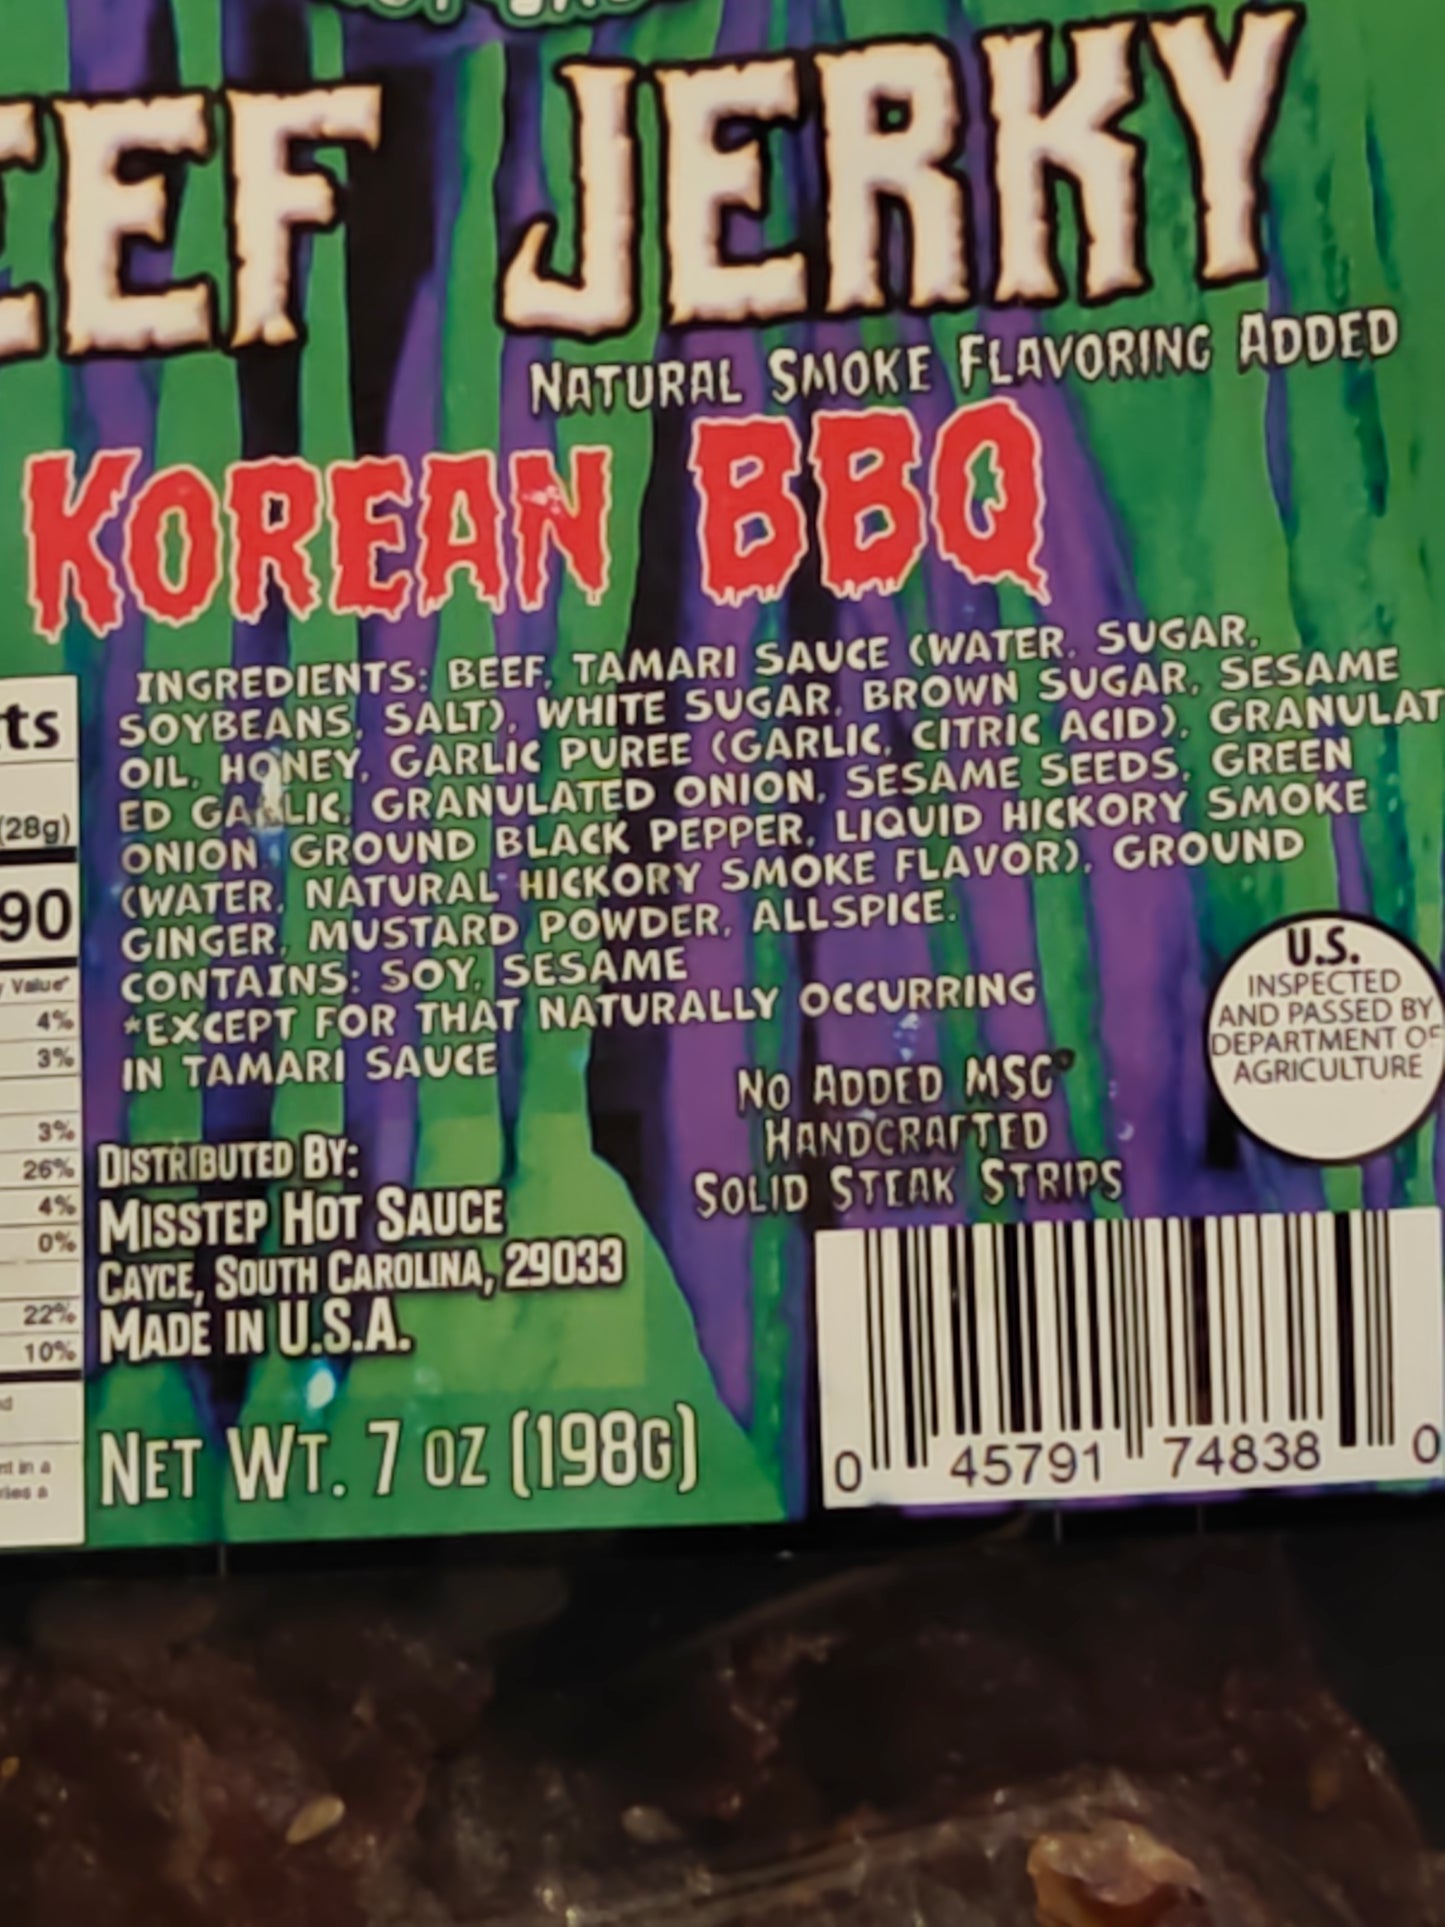 EEF JERKY
NATURAL SMOKE FLAVORING ADDED
KOREAN BBQ
INGREDIENTS: BEEF, TAMARI SAUCE (WATER, SUGAR,
SOYBEANS, SALT), WHITE SUGAR, BROWN SUGAR, SESAME
OIL, HONEY, GARLIC PUREE (GARLIC, CITRIC ACID), GRANULAT
ED GARLIC, GRANULATED ONION, SESAME SEEDS, GREEN
ONION, GROUND BLACK PEPPER, LIQUID HICKORY SMOKE
(WATER, NATURAL HICKORY SMOKE FLAVOR), GROUND
GINGER, MUSTARD POWDER, ALLSPICE.
CONTAINS: SOY, SESAME
*EXCEPT FOR THAT NATURALLY OCCURRING
IN TAMARI SAUCE
NO ADDED MSG*
HANDCRAFTED
SOLID STEAK STRIPS
U.S.
INSPECTED
AND PASSED BY
DEPARTMENT OF
AGRICULTURE
DISTRIBUTED BY:
MISSTEP HOT SAUCE
CAYCE, SOUTH CAROLINA, 29033
MADE IN U.S.A.
NET WT. 7 OZ (198G)
0 45791 74838 0
ts
(28g)
90
y Value*
4%
3%
3%
26%
4%
0%
22%
10%